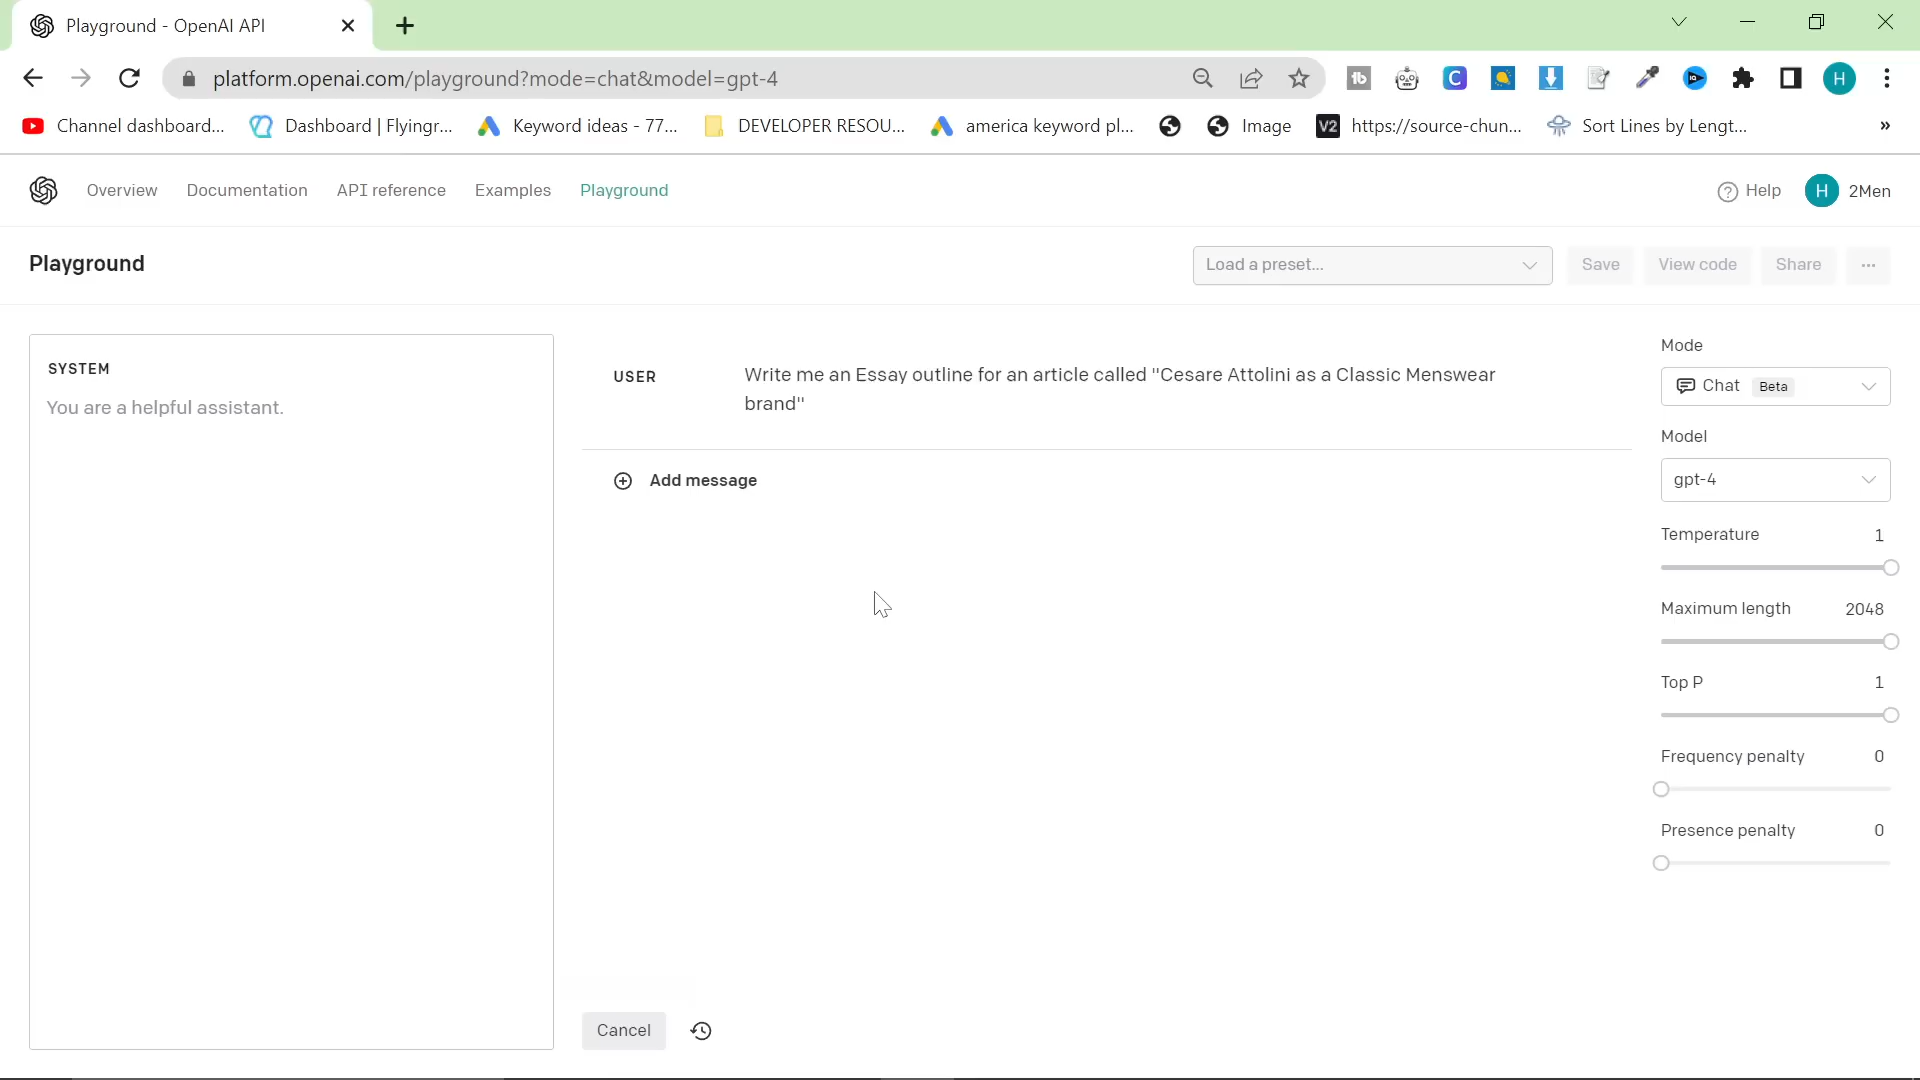 Playground - OpenAI API
platform.openai.com/playground?mode=chat&model=gpt-4
Channel dashboard...
Dashboard | Flyingr...
Keyword ideas - 77...
DEVELOPER RESOU...
america keyword pl...
Image
V2 https://source-chun...
Sort Lines by Lengt...
»
Overview
Documentation
API reference
Examples
Playground
Help
H
2Men
Playground
Load a preset...
Save
View code
Share
...
SYSTEM
You are a helpful assistant.
USER
Write me an Essay outline for an article called "Cesare Attolini as a Classic Menswear
brand"
Add message
Cancel
Mode
Chat Beta
Model
gpt-4
Temperature 1
Maximum length 2048
Top P 1
Frequency penalty 0
Presence penalty 0